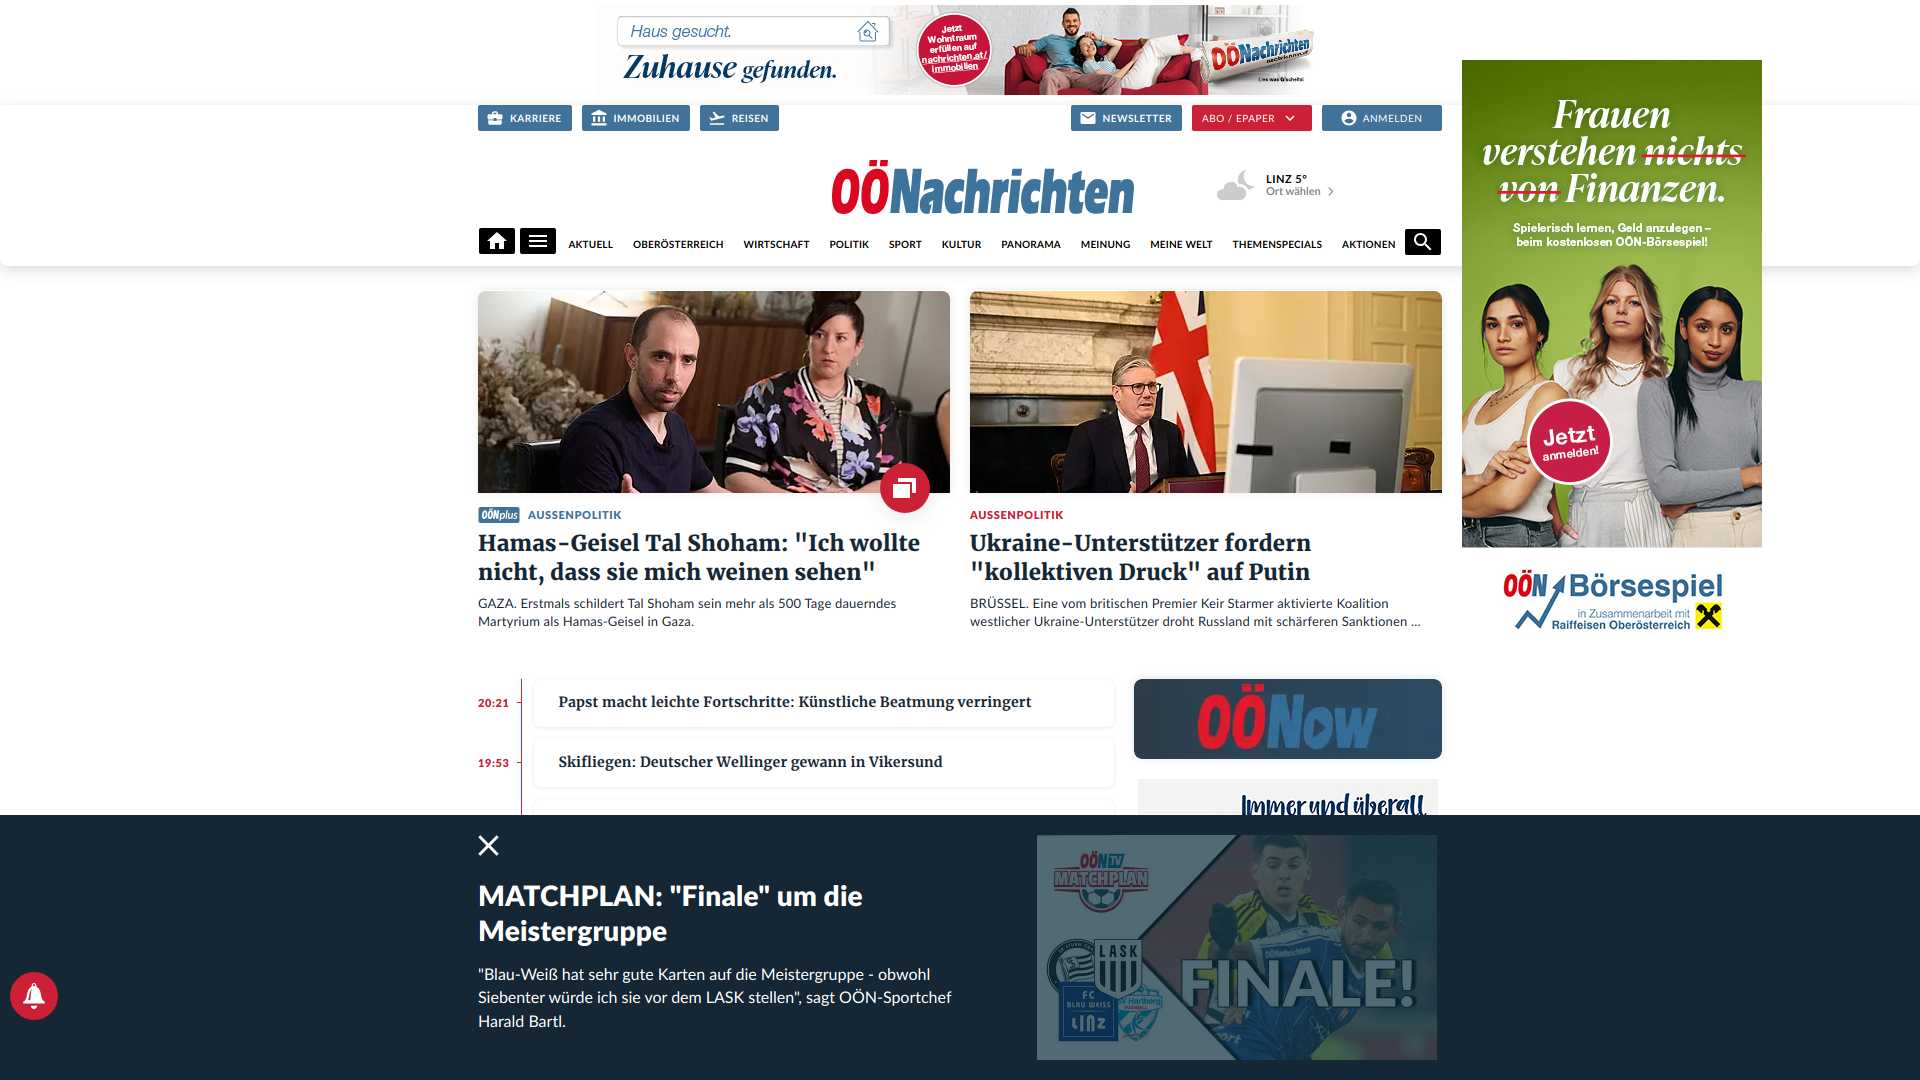 Haus gesucht.
Zuhause gefunden.
Jetzt
Wohntraum
erfüllen auf
nachrichten.at/
immobilien
OÖNachrichten
Lies was G'scheits!
KARRIERE
IMMOBILIEN
REISEN
NEWSLETTER
ABO / EPAPER
ANMELDEN
OÖNachrichten
LINZ 5°
Ort wählen
AKTUELL
OBERÖSTERREICH
WIRTSCHAFT
POLITIK
SPORT
KULTUR
PANORAMA
MEINUNG
MEINE WELT
THEMENSPECIALS
AKTIONEN
Frauen
verstehen nichts
von Finanzen.
Spielerisch lernen, Geld anzulegen –
beim kostenlosen OÖN-Börsespiel!
Jetzt
anmelden!
OÖN Börsespiel
in Zusammenarbeit mit
Raiffeisen Oberösterreich
OÖNplus AUSSENPOLITIK
Hamas-Geisel Tal Shoham: "Ich wollte
nicht, dass sie mich weinen sehen"
GAZA. Erstmals schildert Tal Shoham sein mehr als 500 Tage dauerndes
Martyrium als Hamas-Geisel in Gaza.
AUSSENPOLITIK
Ukraine-Unterstützer fordern
"kollektiven Druck" auf Putin
BRÜSSEL. Eine vom britischen Premier Keir Starmer aktivierte Koalition
westlicher Ukraine-Unterstützer droht Russland mit schärferen Sanktionen ...
20:21
Papst macht leichte Fortschritte: Künstliche Beatmung verringert
19:53
Skifliegen: Deutscher Wellinger gewann in Vikersund
OÖNow
Immer und überall
MATCHPLAN: "Finale" um die
Meistergruppe
"Blau-Weiß hat sehr gute Karten auf die Meistergruppe - obwohl
Siebenter würde ich sie vor dem LASK stellen", sagt OÖN-Sportchef
Harald Bartl.
OÖN TV
MATCHPLAN
LASK
FC
BLAU WEISS
LINZ
Hartberg
FINALE!